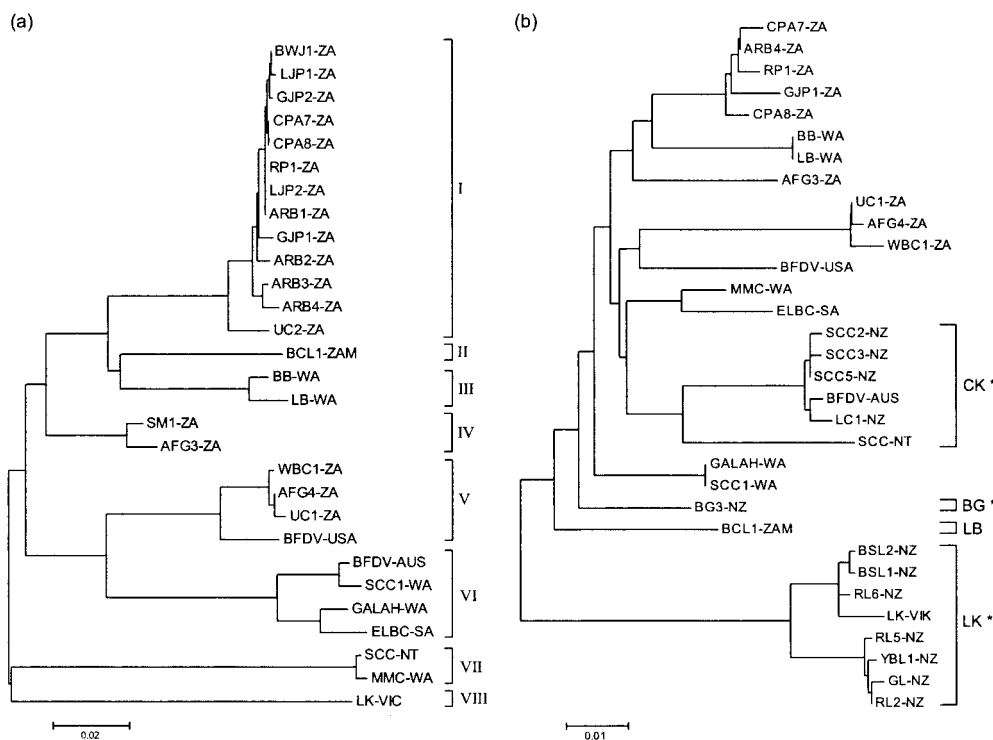 (a)
BWJ1-ZA
LJP1-ZA
GJP2-ZA
CPA7-ZA
CPA8-ZA
RP1-ZA
LJP2-ZA
ARB1-ZA
GJP1-ZA
ARB2-ZA
ARB3-ZA
ARB4-ZA
UC2-ZA
I
BCL1-ZAM
II
BB-WA
LB-WA
III
SM1-ZA
AFG3-ZA
IV
WBC1-ZA
AFG4-ZA
UC1-ZA
BFDV-USA
V
BFDV-AUS
SCC1-WA
GALAH-WA
ELBC-SA
VI
SCC-NT
MMC-WA
VII
LK-VIC
VIII
0.02
(b)
CPA7-ZA
ARB4-ZA
RP1-ZA
GJP1-ZA
CPA8-ZA
BB-WA
LB-WA
AFG3-ZA
UC1-ZA
AFG4-ZA
WBC1-ZA
BFDV-USA
MMC-WA
ELBC-SA
SCC2-NZ
SCC3-NZ
SCC5-NZ
BFDV-AUS
LC1-NZ
SCC-NT
CK *
GALAH-WA
SCC1-WA
BG3-NZ
BG *
BCL1-ZAM
LB
BSL2-NZ
BSL1-NZ
RL6-NZ
LK-VIK
RL5-NZ
YBL1-NZ
GL-NZ
RL2-NZ
LK *
0.01